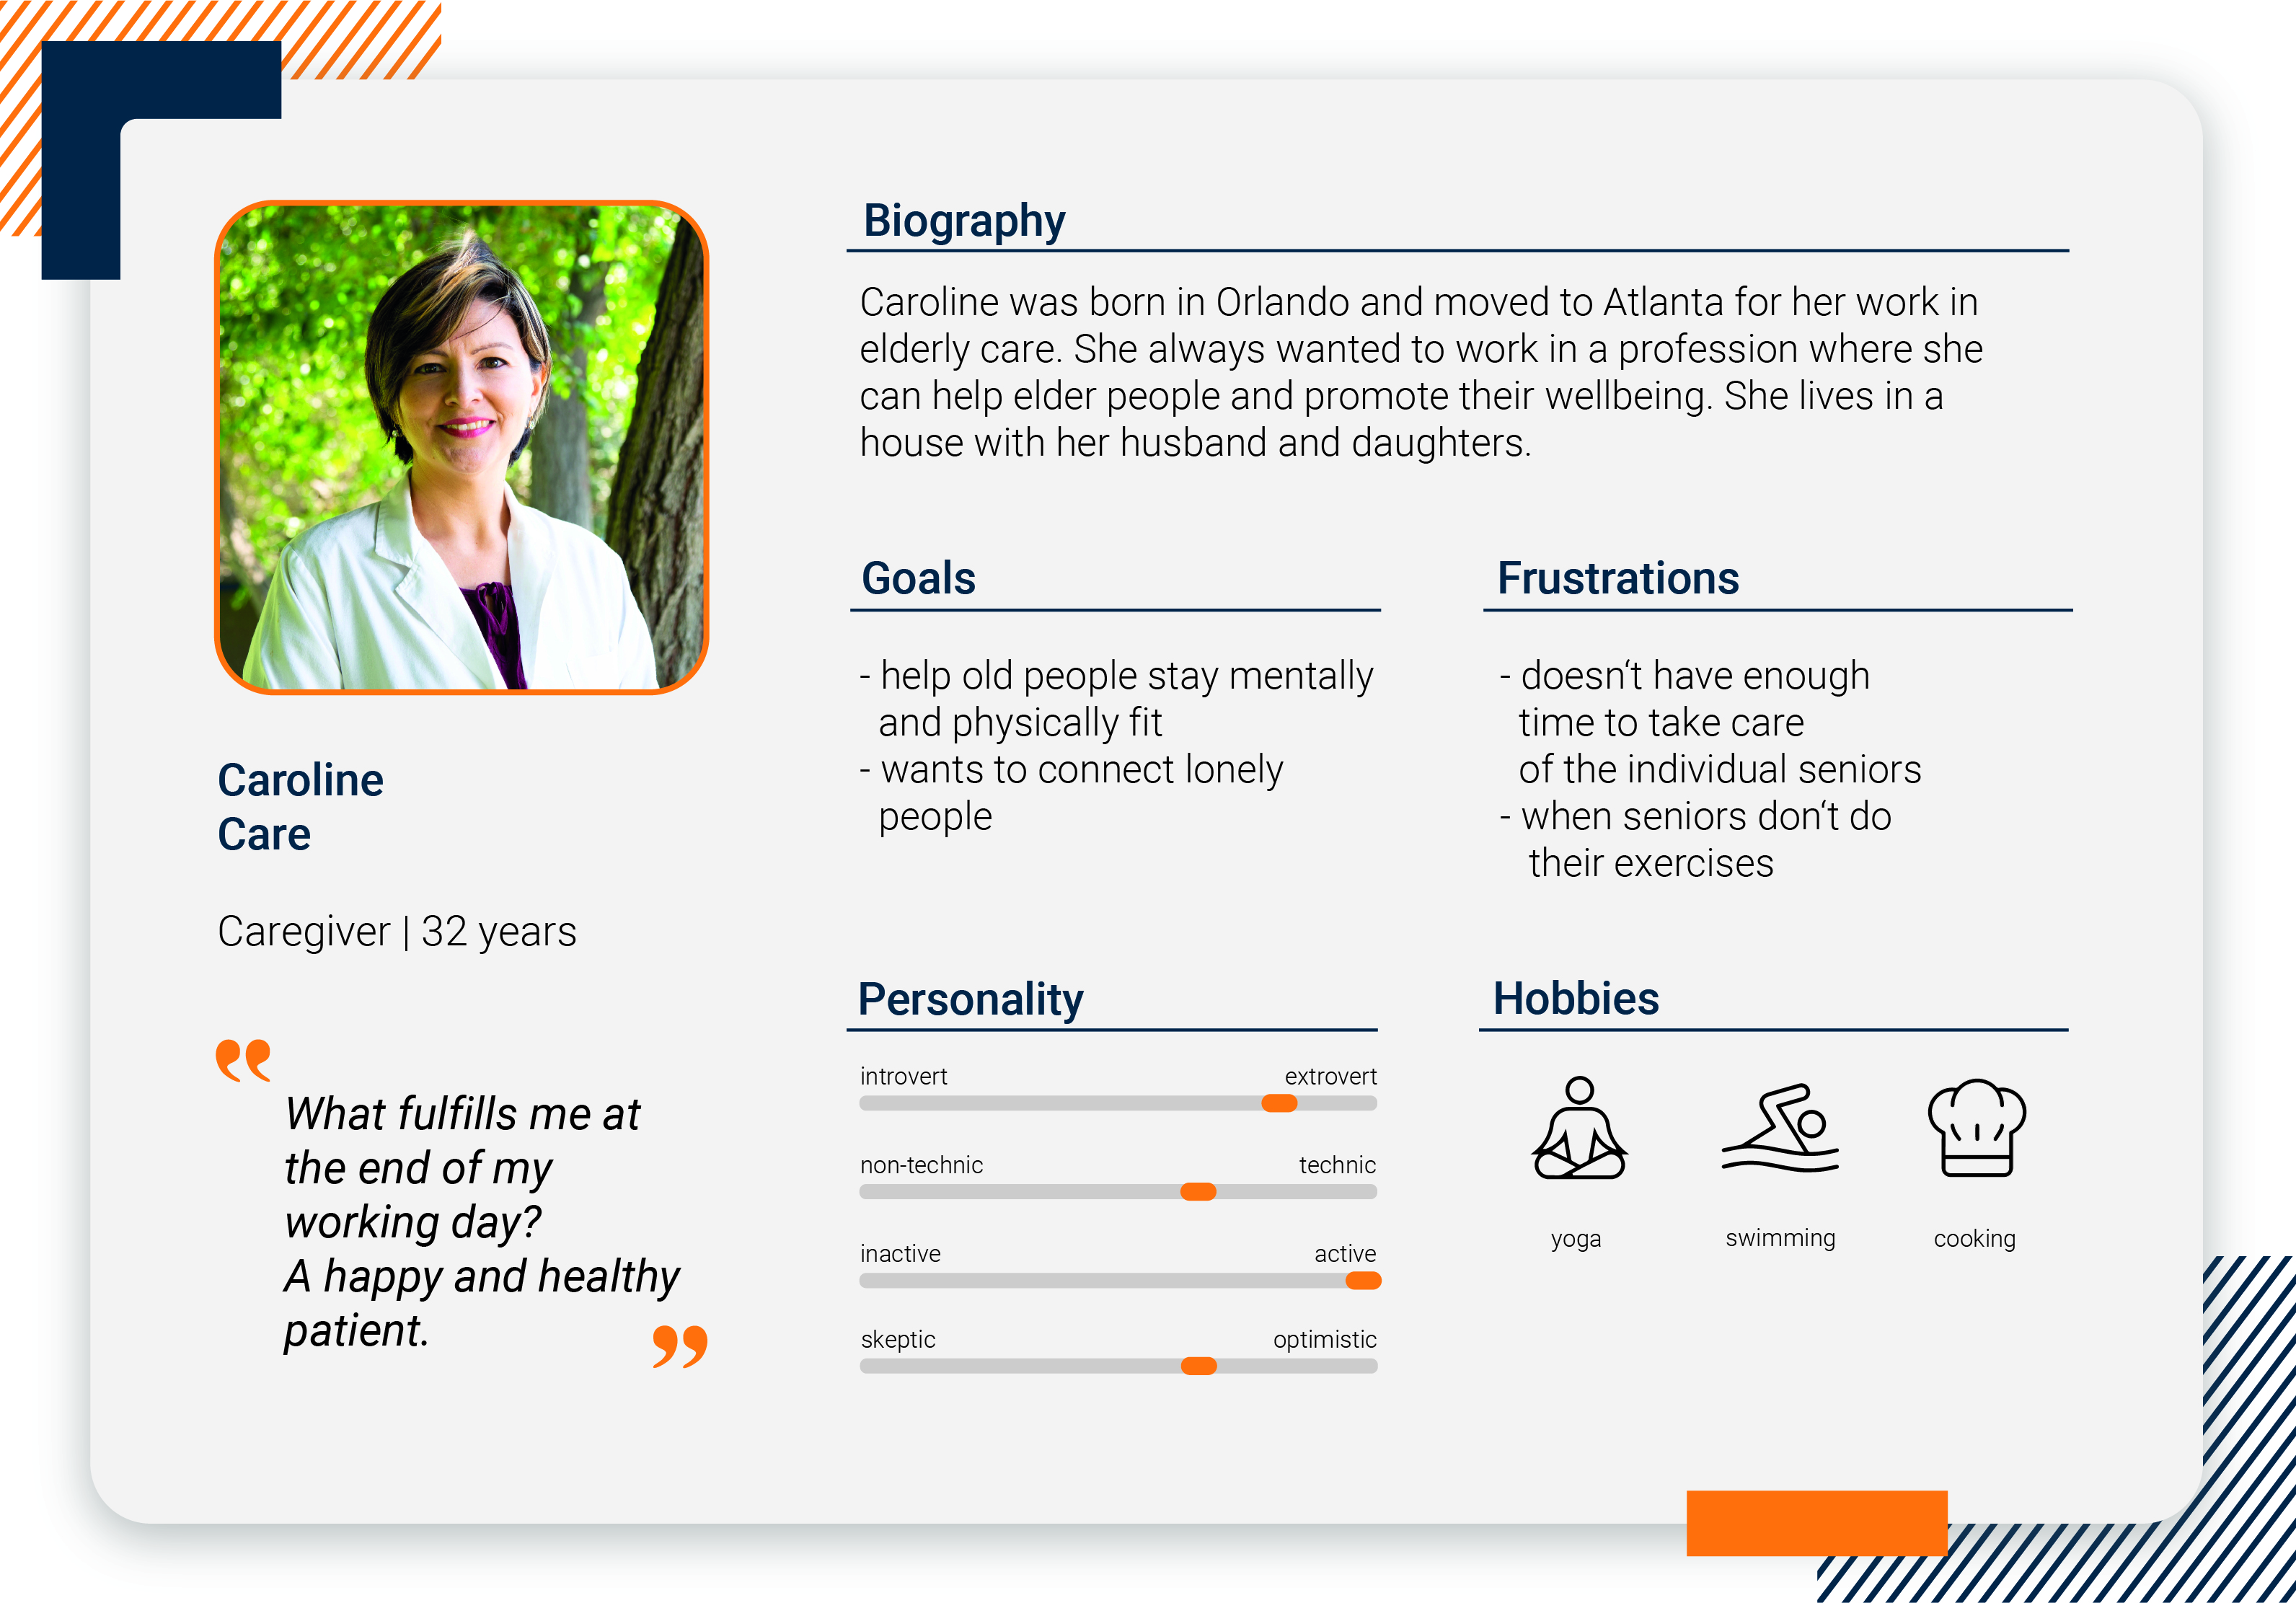 Biography
Caroline was born in Orlando and moved to Atlanta for her work in
elderly care. She always wanted to work in a profession where she
can help elder people and promote their wellbeing. She lives in a
house with her husband and daughters.
Caroline
Care
Caregiver | 32 years
What fulfills me at
the end of my
working day?
A happy and healthy
patient.
Goals
- help old people stay mentally
and physically fit
- wants to connect lonely
people
Frustrations
- doesn‘t have enough
time to take care
of the individual seniors
- when seniors don‘t do
their exercises
Personality
introvert extrovert
non-technic technic
inactive active
skeptic optimistic
Hobbies
yoga swimming cooking